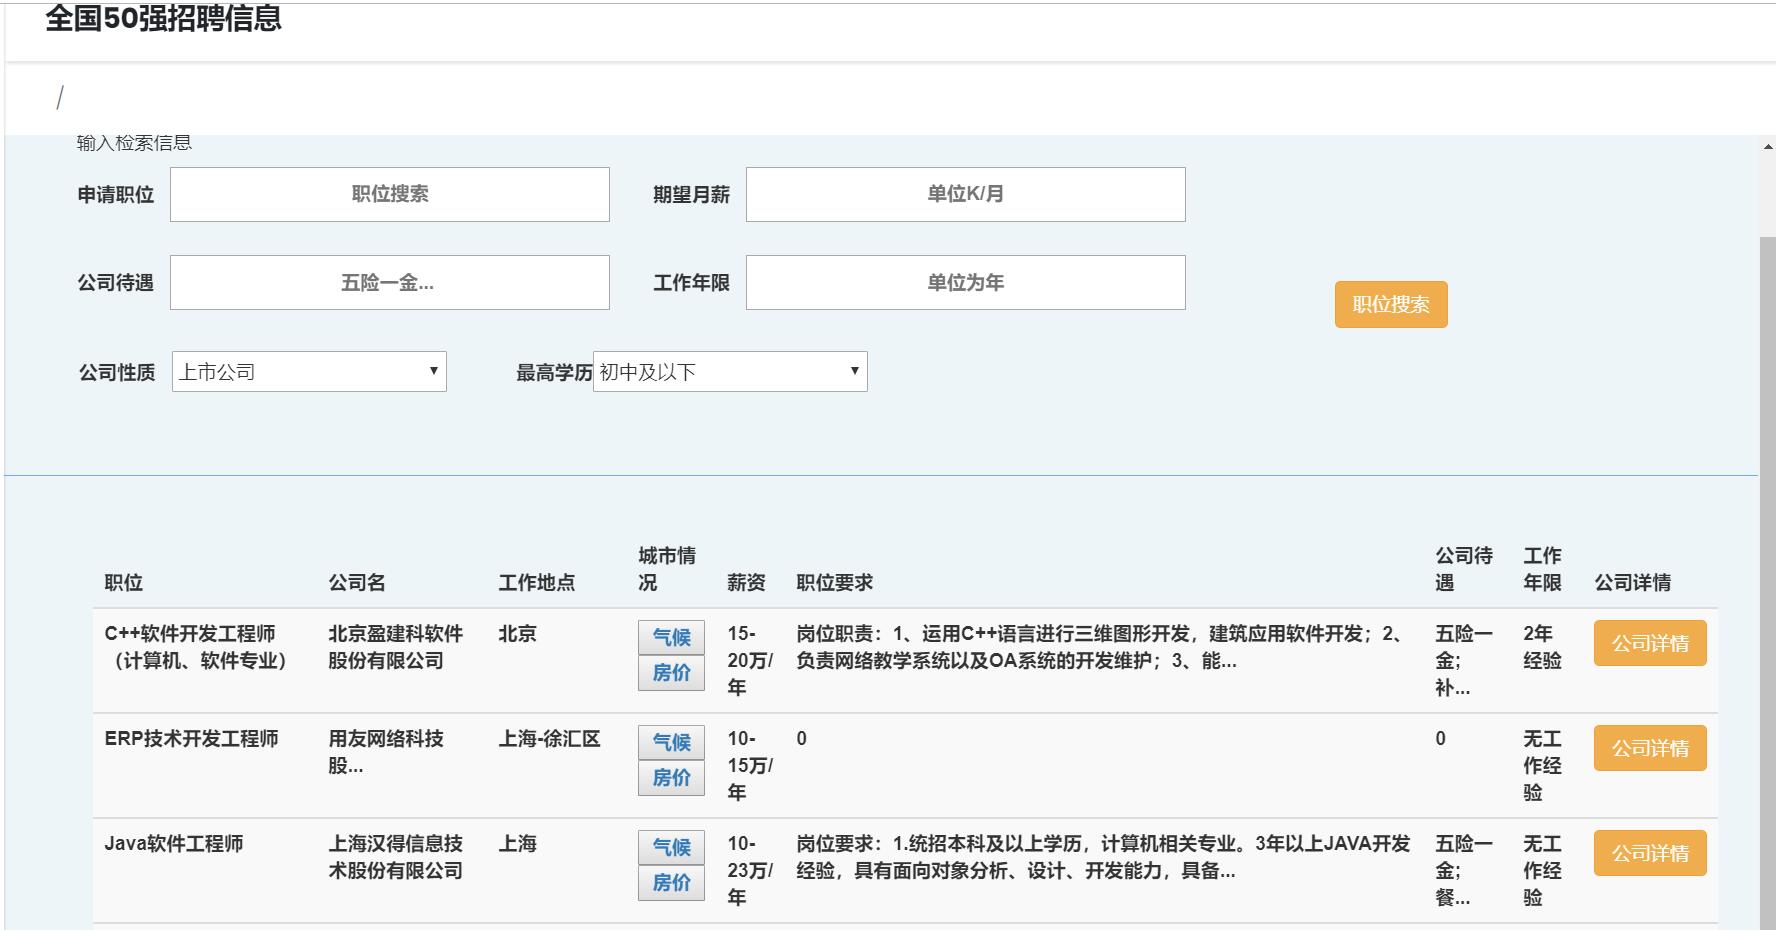 全国50强招聘信息
/
输入检索信息
申请职位 职位搜索 期望月薪 单位K/月
公司待遇 五险一金... 工作年限 单位为年
职位搜索
公司性质 上市公司 最高学历 初中及以下
职位 公司名 工作地点 城市情况 薪资 职位要求 公司待遇 工作年限 公司详情
C++软件开发工程师
（计算机、软件专业）
北京盈建科软件
股份有限公司
北京
气候
房价
15-
20万/
年
岗位职责：1、运用C++语言进行三维图形开发，建筑应用软件开发；2、
负责网络教学系统以及OA系统的开发维护；3、能...
五险一
金；
补...
2年
经验
公司详情
ERP技术开发工程师
用友网络科技
股...
上海-徐汇区
气候
房价
10-
15万/
年
0
0
无工
作经
验
公司详情
Java软件工程师
上海汉得信息技
术股份有限公司
上海
气候
房价
10-
23万/
年
岗位要求：1.统招本科及以上学历，计算机相关专业。3年以上JAVA开发
经验，具有面向对象分析、设计、开发能力，具备...
五险一
金；
餐...
无工
作经
验
公司详情